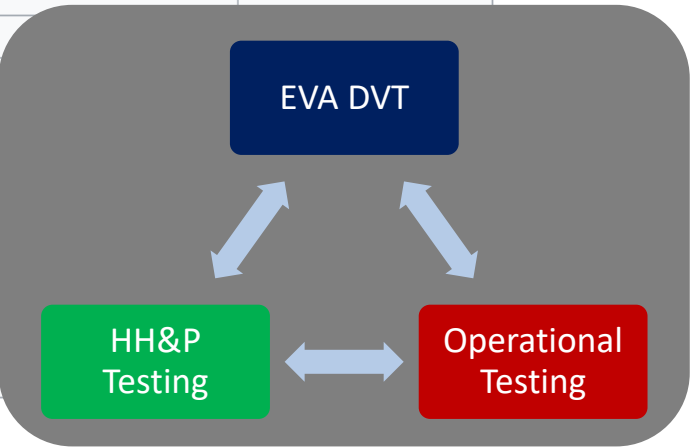 EVA DVT
HH&P
Testing
Operational
Testing